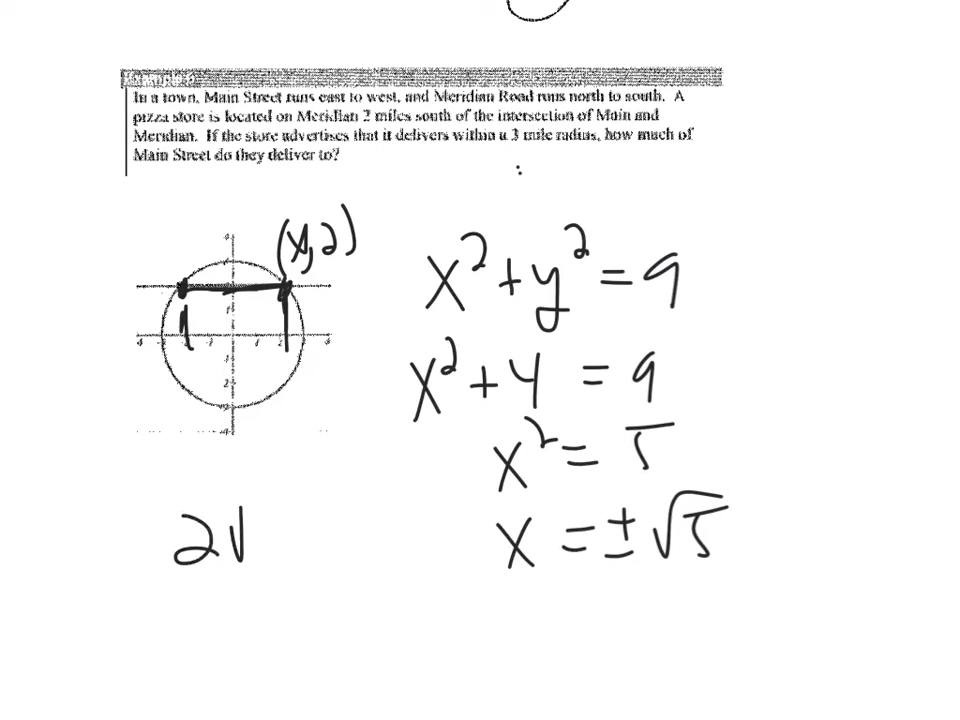 Example 6
In a town, Main Street runs east to west, and Meridian Road runs north to south. A
pizza store is located on Meridian 2 miles south of the intersection of Main and
Meridian. If the store advertises that it delivers within a 3 mile radius, how much of
Main Street do they deliver to?
(x,2)
x²+y²=9
x²+4=9
x²=5
x=±√5
2√